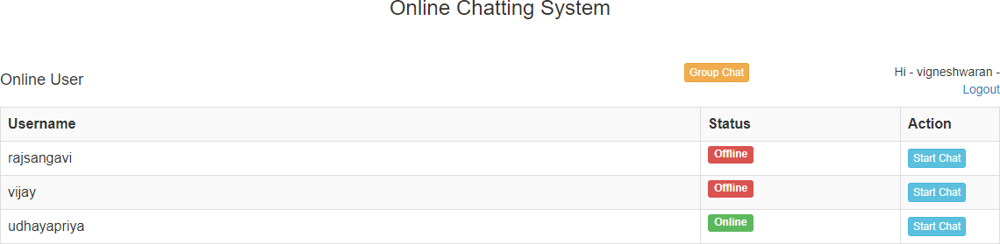 Online Chatting System
Online User
Group Chat
Hi - vigneshwaran -
Logout
Username Status Action
rajsangavi Offline Start Chat
vijay Offline Start Chat
udhayapriya Online Start Chat